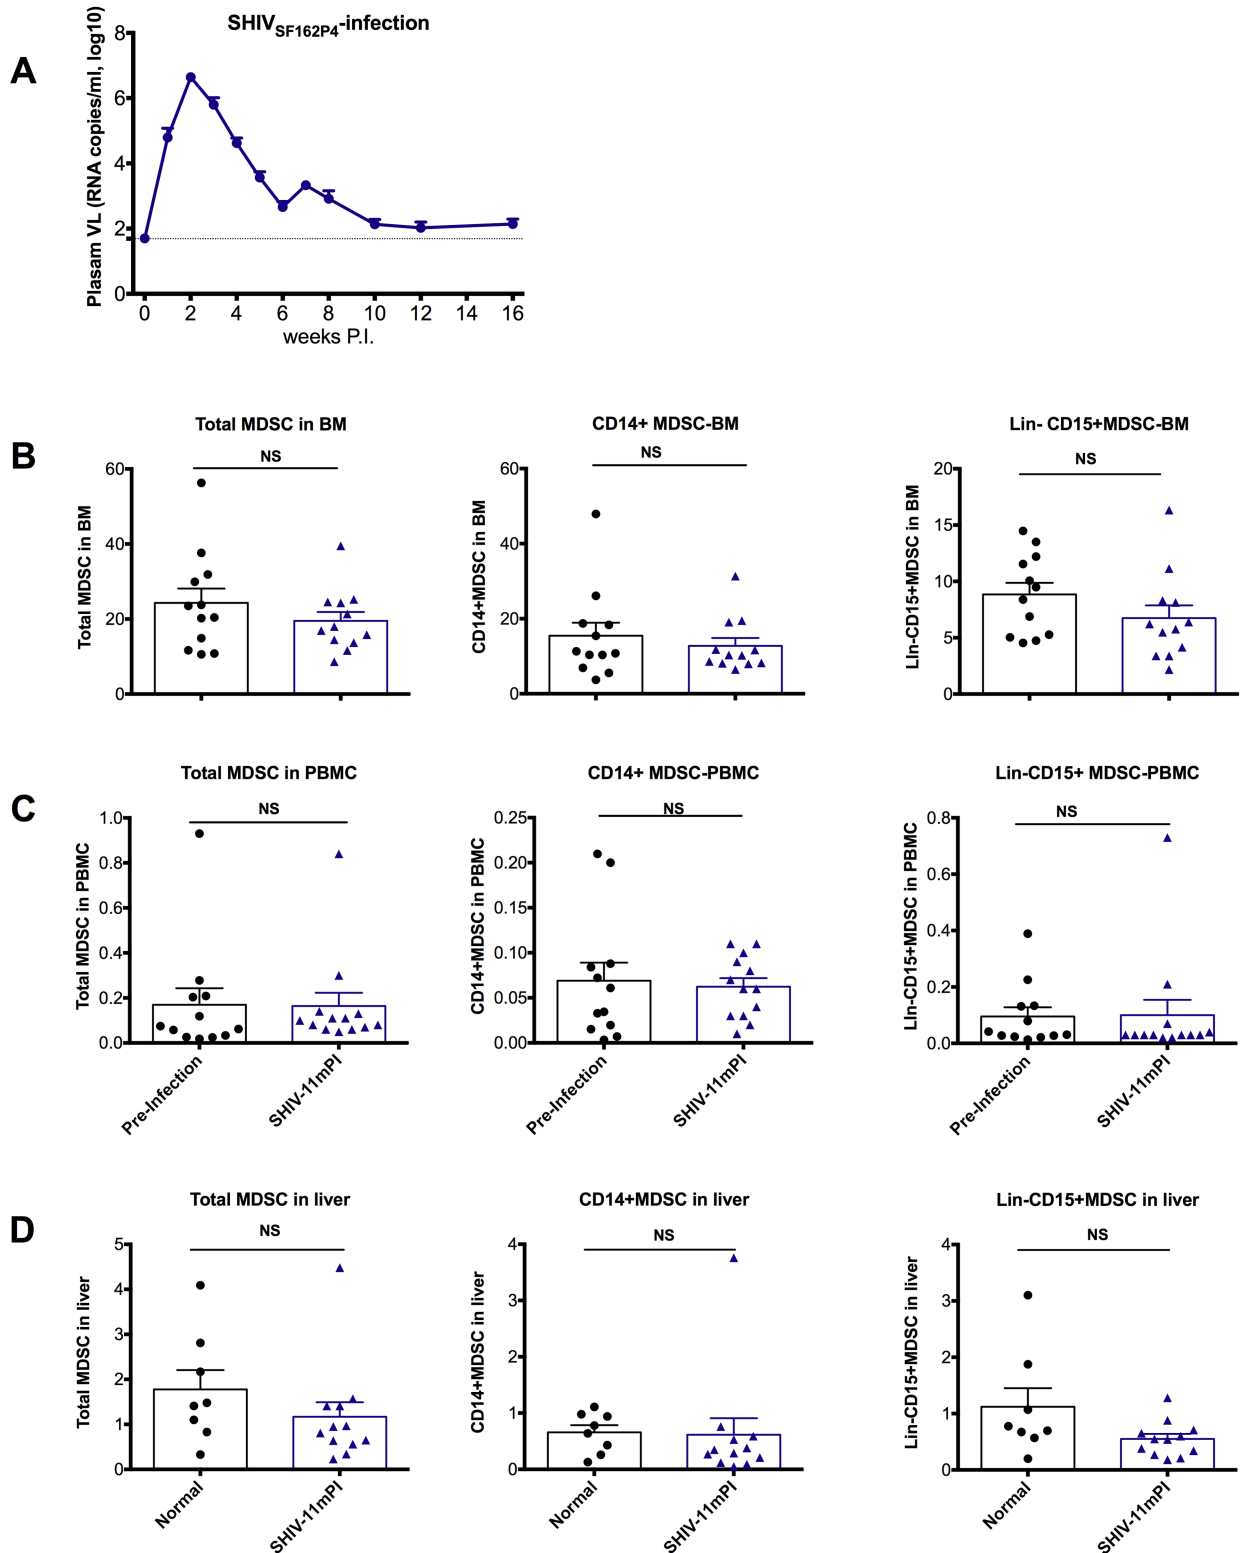 SHIVSF162P4-infection
A
Plasam VL (RNA copies/ml, log10)
8
6
4
2
0
0 2 4 6 8 10 12 14 16
weeks P.I.
B
Total MDSC in BM
NS
Total MDSC in BM
60
40
20
0
CD14+ MDSC-BM
NS
CD14+MDSC in BM
60
40
20
0
Lin- CD15+MDSC-BM
NS
LIn-CD15+MDSC in BM
20
15
10
5
0
C
Total MDSC in PBMC
NS
Total MDSC in PBMC
1.0
0.8
0.6
0.4
0.2
0.0
Pre-Infection
SHIV-11mPI
CD14+ MDSC-PBMC
NS
CD14+MDSC in PBMC
0.25
0.20
0.15
0.10
0.05
0.00
Pre-Infection
SHIV-11mPI
Lin-CD15+ MDSC-PBMC
NS
LIn-CD15+MDSC in PBMC
0.8
0.6
0.4
0.2
0.0
Pre-Infection
SHIV-11mPI
D
Total MDSC in liver
NS
Total MDSC in liver
5
4
3
2
1
0
Normal
SHIV-11mPI
CD14+MDSC in liver
NS
CD14+MDSC in liver
4
3
2
1
0
Normal
SHIV-11mPI
Lin-CD15+MDSC in liver
NS
Lin-CD15+MDSC in liver
4
3
2
1
0
Normal
SHIV-11mPI